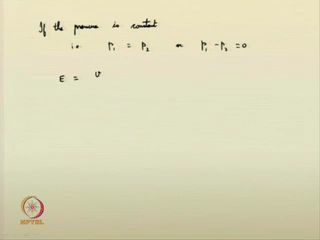 If the pressure is constant
i.e. P₁ = P₂ or P₁ - P₂ = 0
E = v
NPTEL